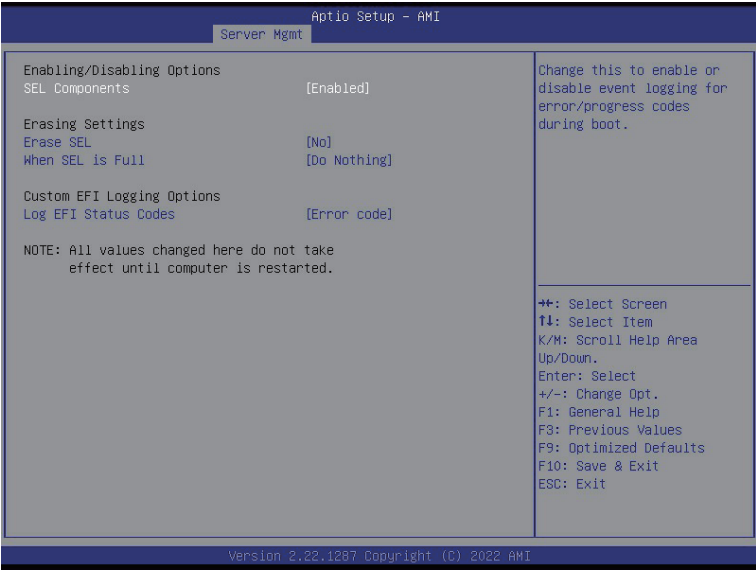 Aptio Setup – AMI
Server Mgmt
Enabling/Disabling Options
SEL Components [Enabled]
Erasing Settings
Erase SEL [No]
When SEL is Full [Do Nothing]
Custom EFI Logging Options
Log EFI Status Codes [Error code]
NOTE: All values changed here do not take
effect until computer is restarted.
Change this to enable or
disable event logging for
error/progress codes
during boot.
→←: Select Screen
↑↓: Select Item
K/M: Scroll Help Area
Up/Down.
Enter: Select
+/-: Change Opt.
F1: General Help
F3: Previous Values
F9: Optimized Defaults
F10: Save & Exit
ESC: Exit
Version 2.22.1287 Copyright (C) 2022 AMI